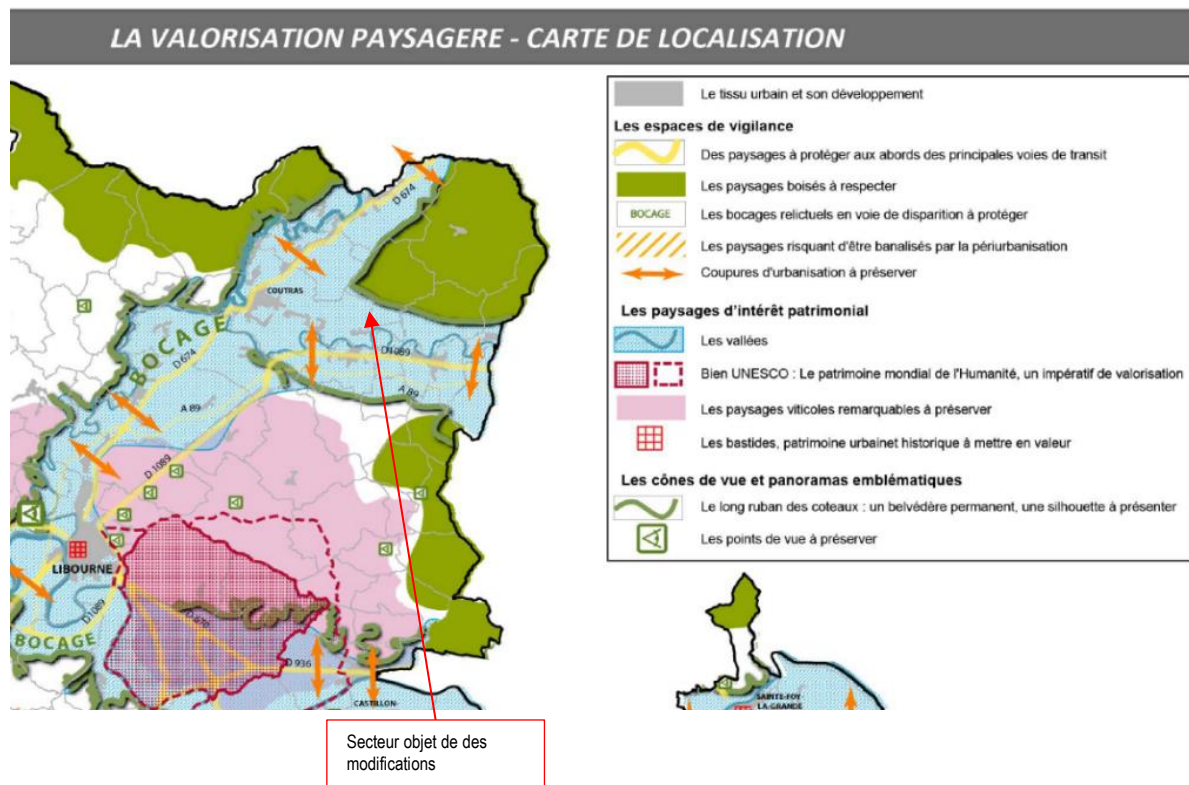 LA VALORISATION PAYSAGERE - CARTE DE LOCALISATION
Le tissu urbain et son développement
Les espaces de vigilance
Des paysages à protéger aux abords des principales voies de transit
Les paysages boisés à respecter
BOCAGE
Les bocages relictuels en voie de disparition à protéger
Les paysages risquant d'être banalisés par la périurbanisation
Coupures d'urbanisation à préserver
Les paysages d'intérêt patrimonial
Les vallées
Bien UNESCO : Le patrimoine mondial de l'Humanité, un impératif de valorisation
Les paysages viticoles remarquables à préserver
Les bastides, patrimoine urbainet historique à mettre en valeur
Les cônes de vue et panoramas emblématiques
Le long ruban des coteaux : un belvédère permanent, une silhouette à présenter
Les points de vue à préserver
D 674
COUTRAS
BOCAGE
D 674
D1089
A 89
A 89
D 1089
LIBOURNE
D1089
BOCAGE
D 670
D 936
CASTILLON-
SAINTE-FOY-
LA-GRANDE
Secteur objet de des
modifications